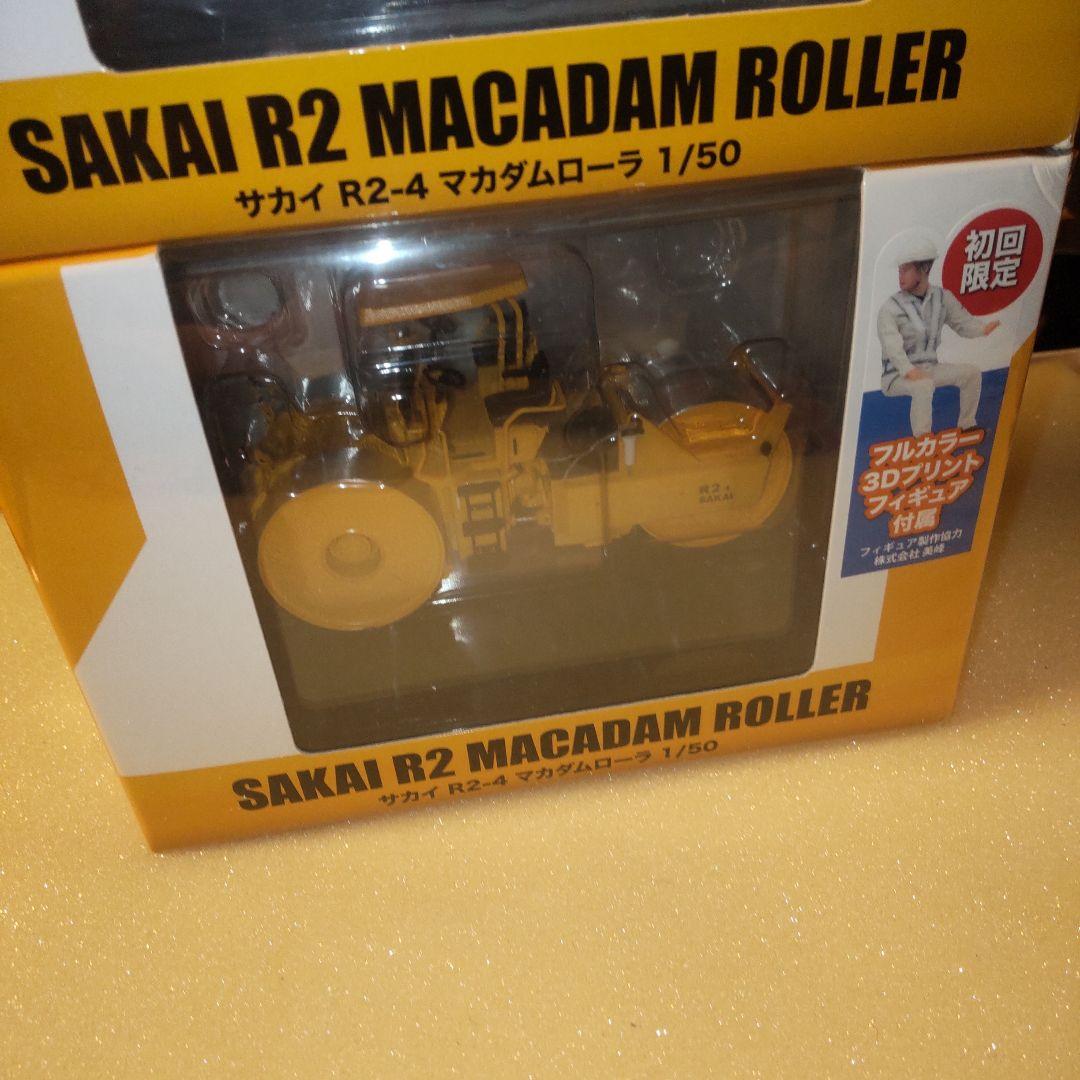 SAKAI R2 MACADAM ROLLER
サカイ R2-4 マカダムローラ 1/50
初回
限定
フルカラー
3Dプリント
フィギュア
付属
フィギュア製作協力
株式会社 美峰
R2-4
SAKAI
SAKAI R2 MACADAM ROLLER
サカイ R2-4 マカダムローラ 1/50